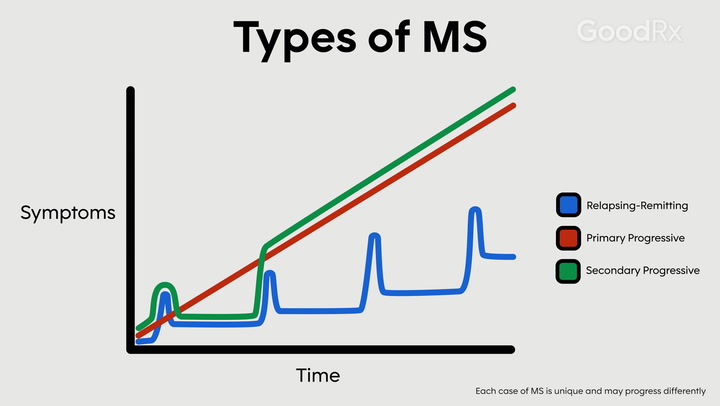 Types of MS
GoodRx
Symptoms
Relapsing-Remitting
Primary Progressive
Secondary Progressive
Time
Each case of MS is unique and may progress differently